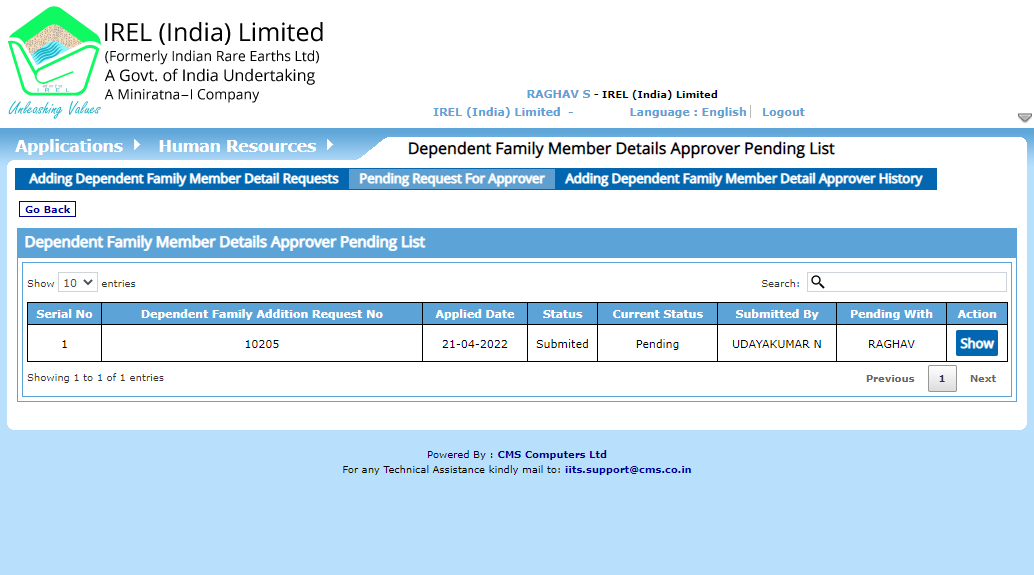 IREL (India) Limited
(Formerly Indian Rare Earths Ltd)
A Govt. of India Undertaking
A Miniratna-I Company
IREL
Unleashing Values
RAGHAV S - IREL (India) Limited
IREL (India) Limited -
Language : English
Logout
Applications
Human Resources
Dependent Family Member Details Approver Pending List
Adding Dependent Family Member Detail Requests
Pending Request For Approver
Adding Dependent Family Member Detail Approver History
Go Back
Dependent Family Member Details Approver Pending List
Show 10 entries
Search:
Serial No Dependent Family Addition Request No Applied Date Status Current Status Submitted By Pending With Action
1 10205 21-04-2022 Submited Pending UDAYAKUMAR N RAGHAV Show
Showing 1 to 1 of 1 entries
Previous 1 Next
Powered By : CMS Computers Ltd
For any Technical Assistance kindly mail to: iits.support@cms.co.in